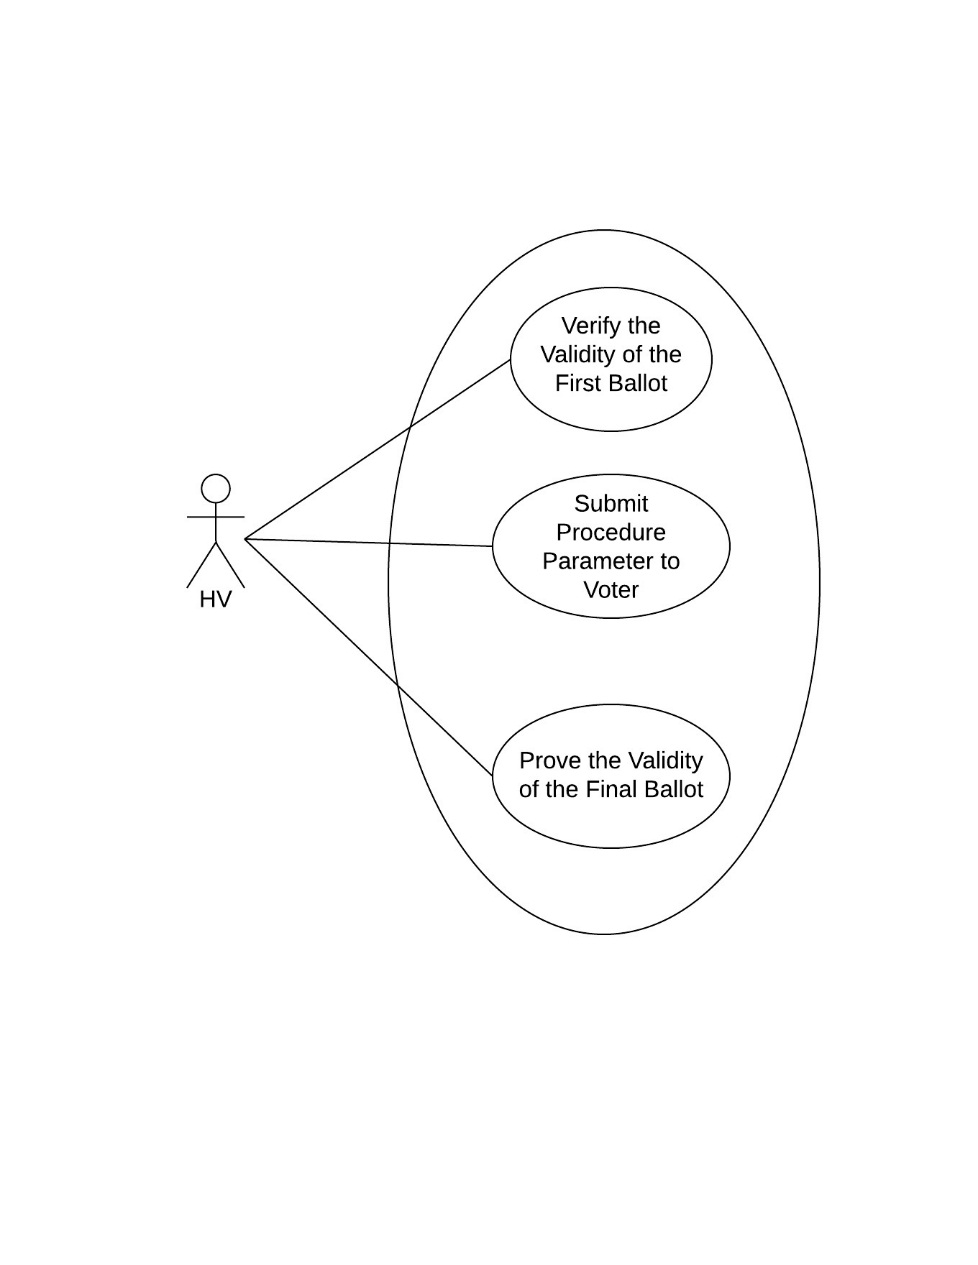 Verify the
Validity of the
First Ballot
Submit
Procedure
Parameter to
Voter
HV
Prove the Validity
of the Final Ballot